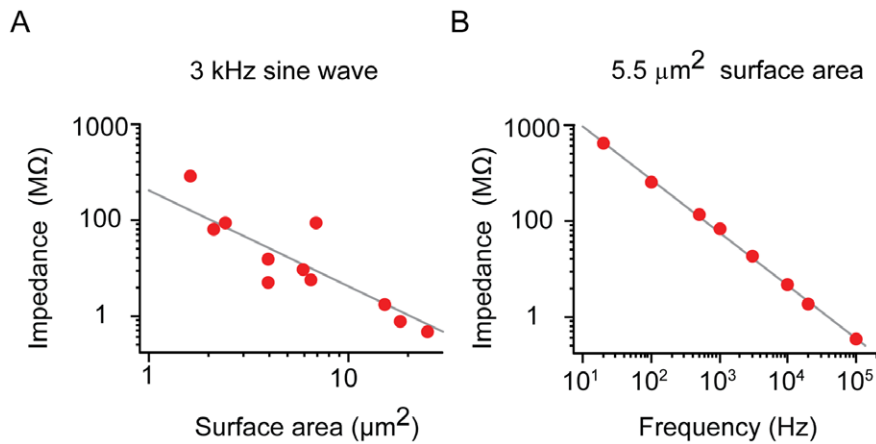 A
3 kHz sine wave
Impedance (MΩ)
1000
100
1
1
10
Surface area (µm²)
B
5.5 µm² surface area
Impedance (MΩ)
1000
100
1
10¹
10²
10³
10⁴
10⁵
Frequency (Hz)